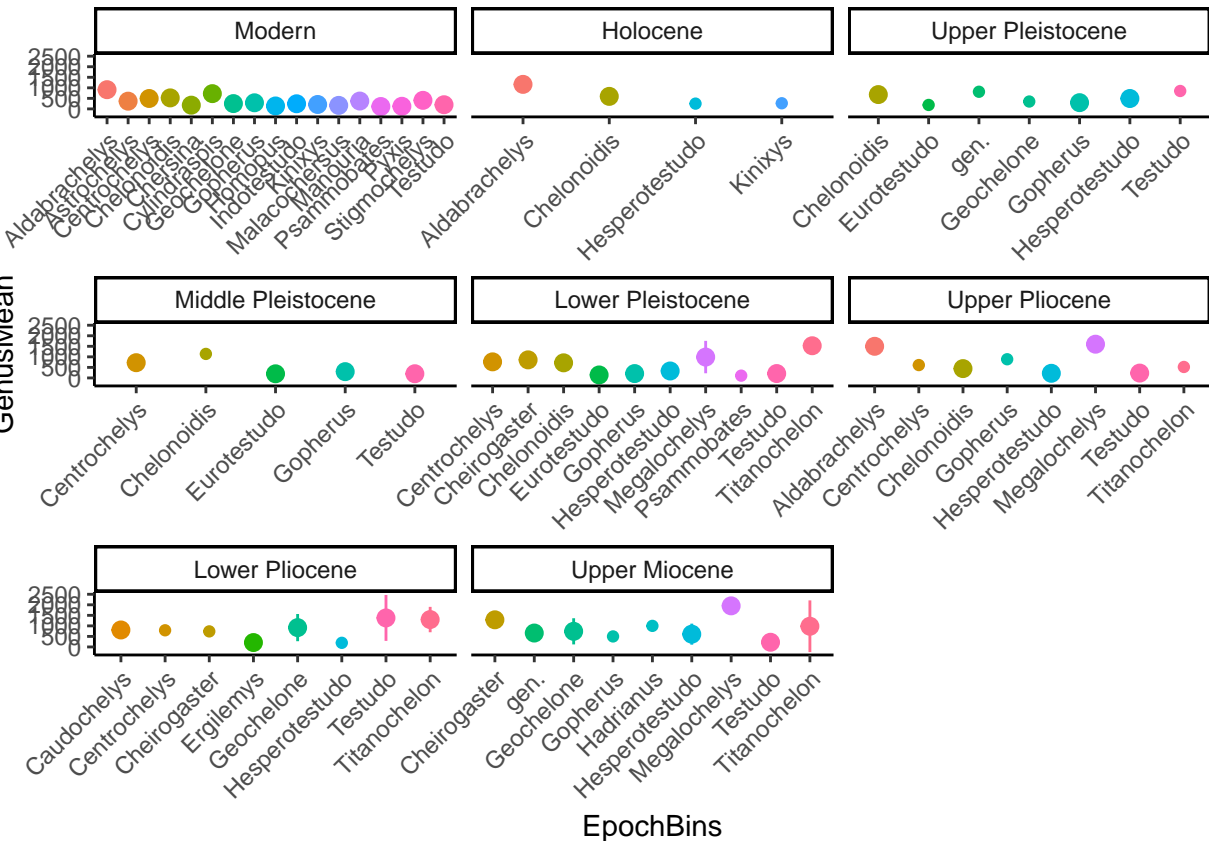 Modern
Holocene
Upper Pleistocene
2500
2000
1500
1000
500
0
Aldabrachelys
Astrochelys
Centrochelys
Chelonoidis
Chersina
Cylindraspis
Geochelone
Gopherus
Homopus
Indotestudo
Kinixys
Malacochersus
Manouria
Psammobates
Pyxis
Stigmochelys
Testudo
Aldabrachelys
Chelonoidis
Hesperotestudo
Kinixys
Chelonoidis
Eurotestudo
gen.
Geochelone
Gopherus
Hesperotestudo
Testudo
GenusMean
Middle Pleistocene
Lower Pleistocene
Upper Pliocene
2500
2000
1500
1000
500
0
Centrochelys
Chelonoidis
Eurotestudo
Gopherus
Testudo
Centrochelys
Cheirogaster
Chelonoidis
Eurotestudo
Gopherus
Hesperotestudo
Megalochelys
Psammobates
Testudo
Titanochelon
Aldabrachelys
Centrochelys
Chelonoidis
Gopherus
Hesperotestudo
Megalochelys
Testudo
Titanochelon
Lower Pliocene
Upper Miocene
2500
2000
1500
1000
500
0
Caudochelys
Centrochelys
Cheirogaster
Ergilemys
Geochelone
Hesperotestudo
Testudo
Titanochelon
Cheirogaster
gen.
Geochelone
Gopherus
Hadrianus
Hesperotestudo
Megalochelys
Testudo
Titanochelon
EpochBins